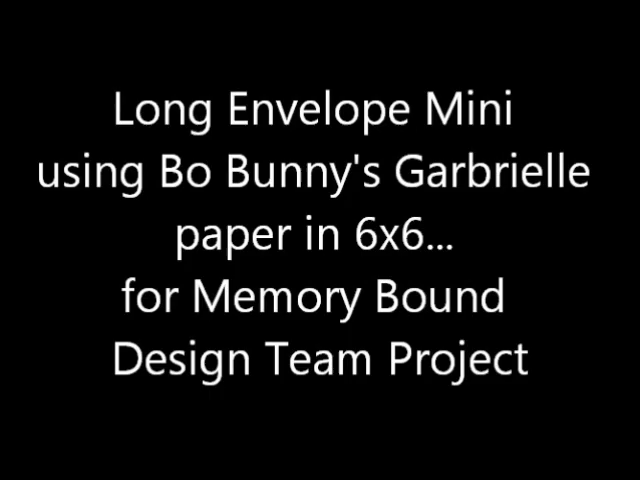 Long Envelope Mini
using Bo Bunny's Garbrielle
paper in 6x6...
for Memory Bound
Design Team Project